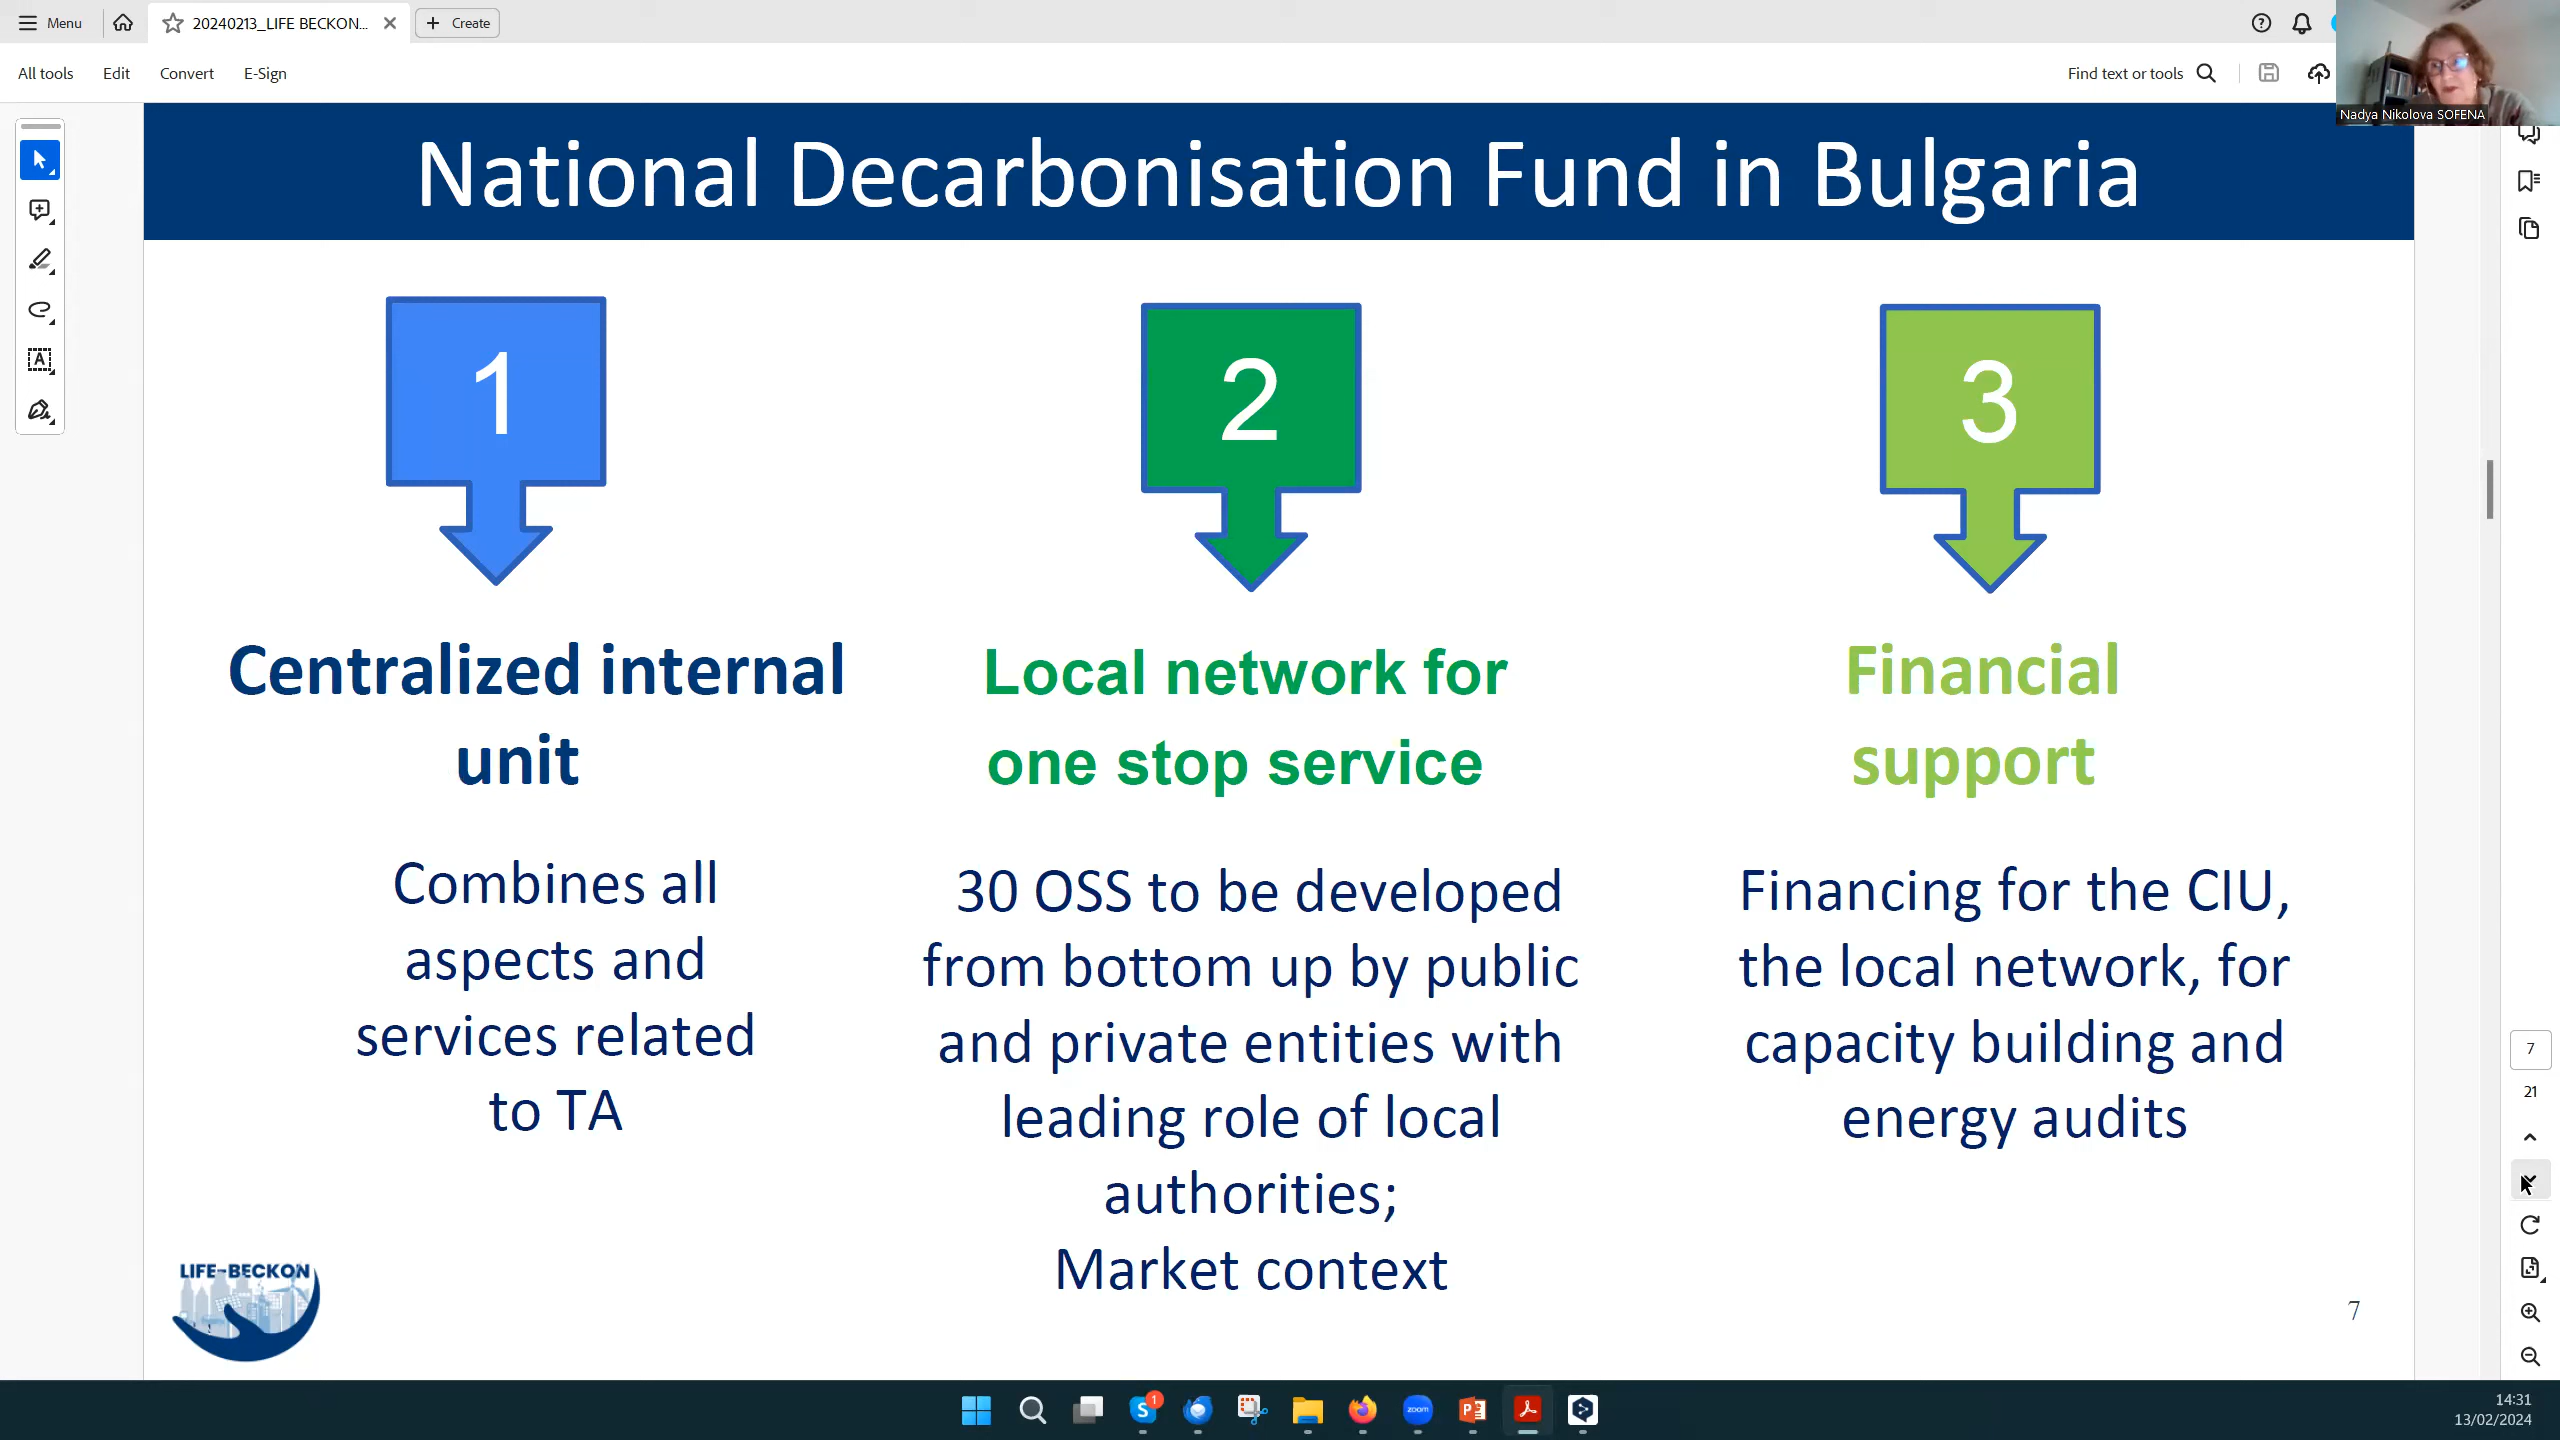 Menu
20240213_LIFE BECKON...
Create
All tools
Edit
Convert
E-Sign
Find text or tools
Nadya Nikolova SOFENA
National Decarbonisation Fund in Bulgaria
1
2
3
Centralized internal
unit
Combines all
aspects and
services related
to TA
Local network for
one stop service
30 OSS to be developed
from bottom up by public
and private entities with
leading role of local
authorities;
Market context
Financial
support
Financing for the CIU,
the local network, for
capacity building and
energy audits
LIFE-BECKON
7
7
21
1
zoom
14:31
13/02/2024